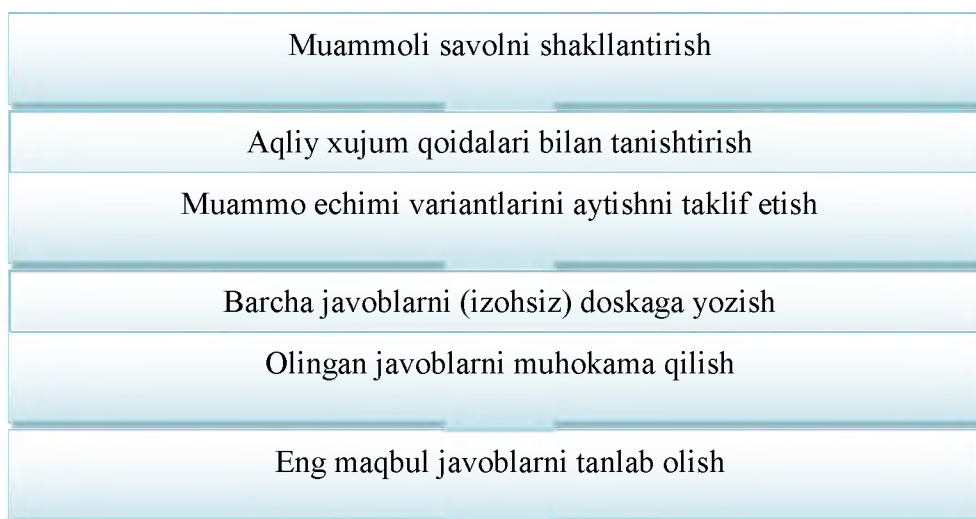 Muammoli savolni shakllantirish
Aqliy xujum qoidalari bilan tanishtirish
Muammo echimi variantlarini aytishni taklif etish
Barcha javoblarni (izohsiz) doskaga yozish
Olingan javoblarni muhokama qilish
Eng maqbul javoblarni tanlab olish